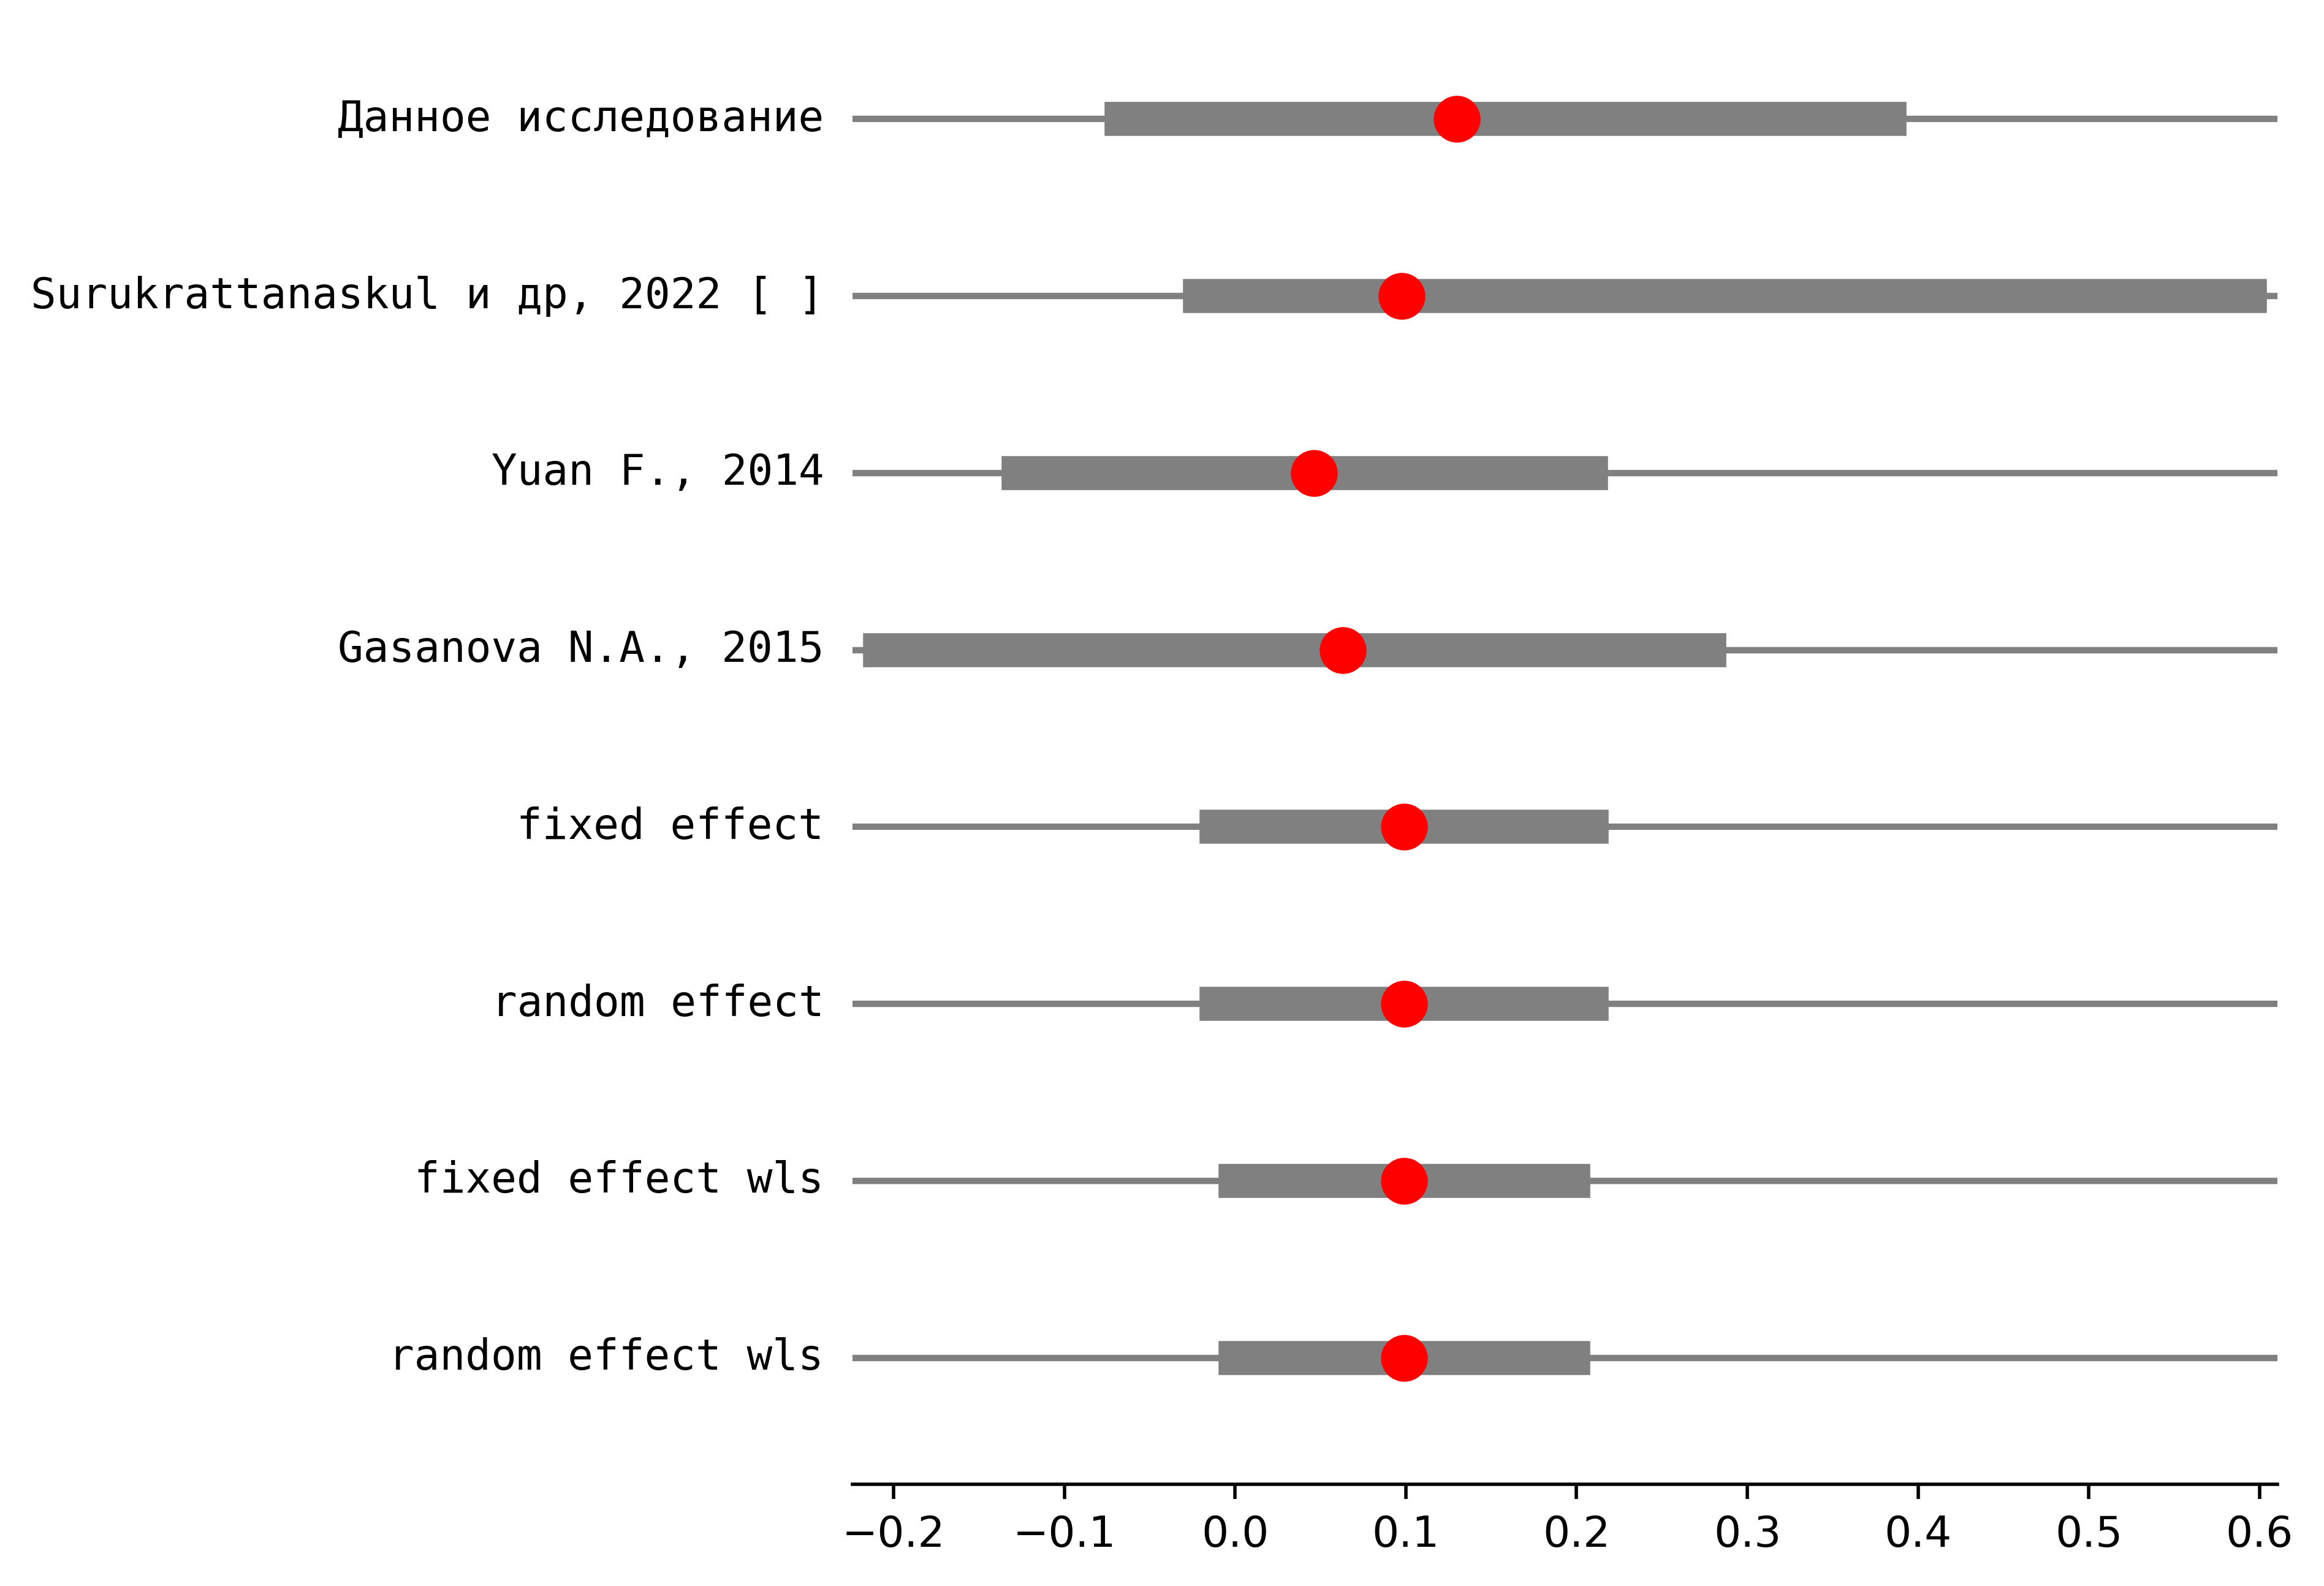 Данное исследование
Surukrattanaskul и др, 2022 [ ]
Yuan F., 2014
Gasanova N.A., 2015
fixed effect
random effect
fixed effect wls
random effect wls
−0.2 −0.1 0.0 0.1 0.2 0.3 0.4 0.5 0.6